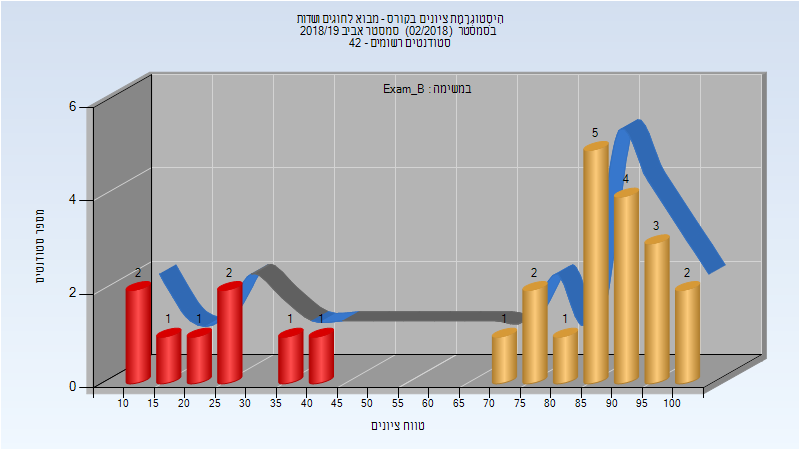 היסטוגרמת ציונים בקורס - מבוא לחוגים ושדות
בסמסטר (02/2018) סמסטר אביב 2018/19
סטודנטים רשומים - 42
במשימה : Exam_B
מספר סטודנטים
6
4
2
0
2 1 1 2 1 1 1 2 1 5 4 3 2
10 15 20 25 30 35 40 45 50 55 60 65 70 75 80 85 90 95 100
טווח ציונים